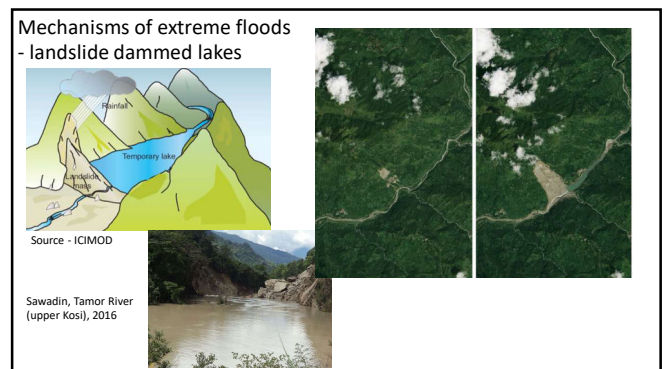 Mechanisms of extreme floods
- landslide dammed lakes
Rainfall
Temporary lake
Landslide
mass
Source - ICIMOD
Sawadin, Tamor River
(upper Kosi), 2016